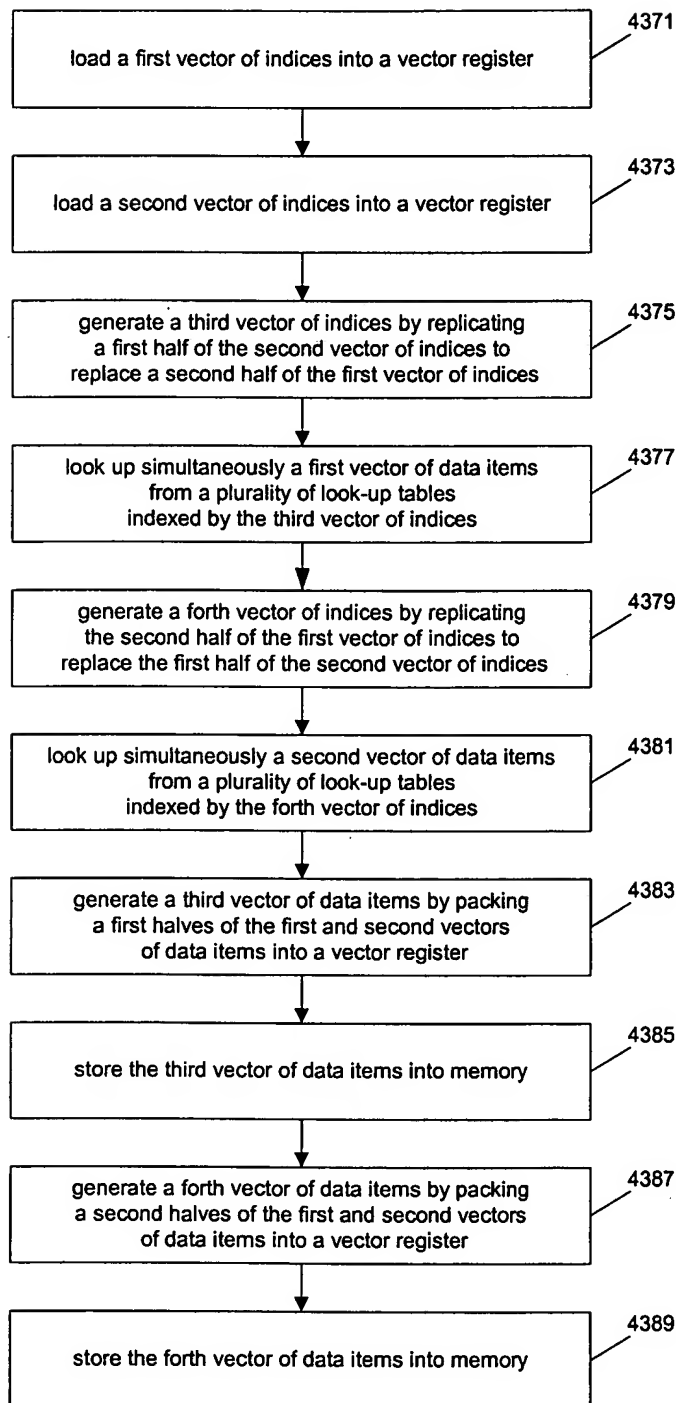 4371
load a first vector of indices into a vector register
4373
load a second vector of indices into a vector register
4375
generate a third vector of indices by replicating
a first half of the second vector of indices to
replace a second half of the first vector of indices
4377
look up simultaneously a first vector of data items
from a plurality of look-up tables
indexed by the third vector of indices
4379
generate a forth vector of indices by replicating
the second half of the first vector of indices to
replace the first half of the second vector of indices
4381
look up simultaneously a second vector of data items
from a plurality of look-up tables
indexed by the forth vector of indices
4383
generate a third vector of data items by packing
a first halves of the first and second vectors
of data items into a vector register
4385
store the third vector of data items into memory
4387
generate a forth vector of data items by packing
a second halves of the first and second vectors
of data items into a vector register
4389
store the forth vector of data items into memory